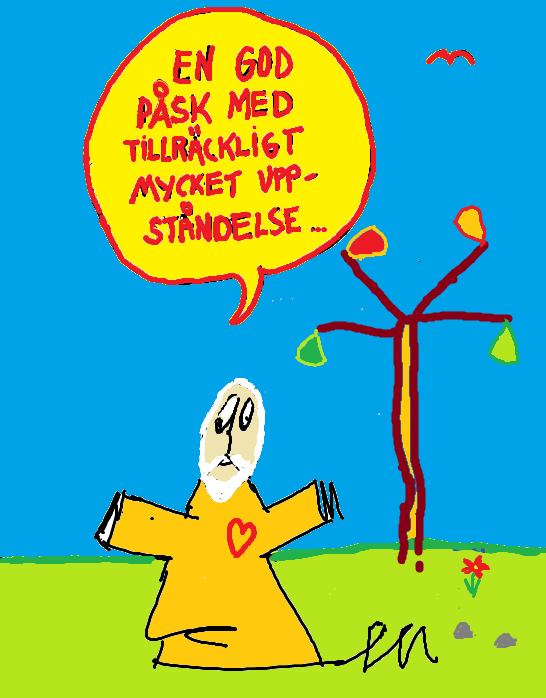 EN GOD
PÅSK MED
TILLRÄCKLIGT
MYCKET UPP-
STÅNDELSE...